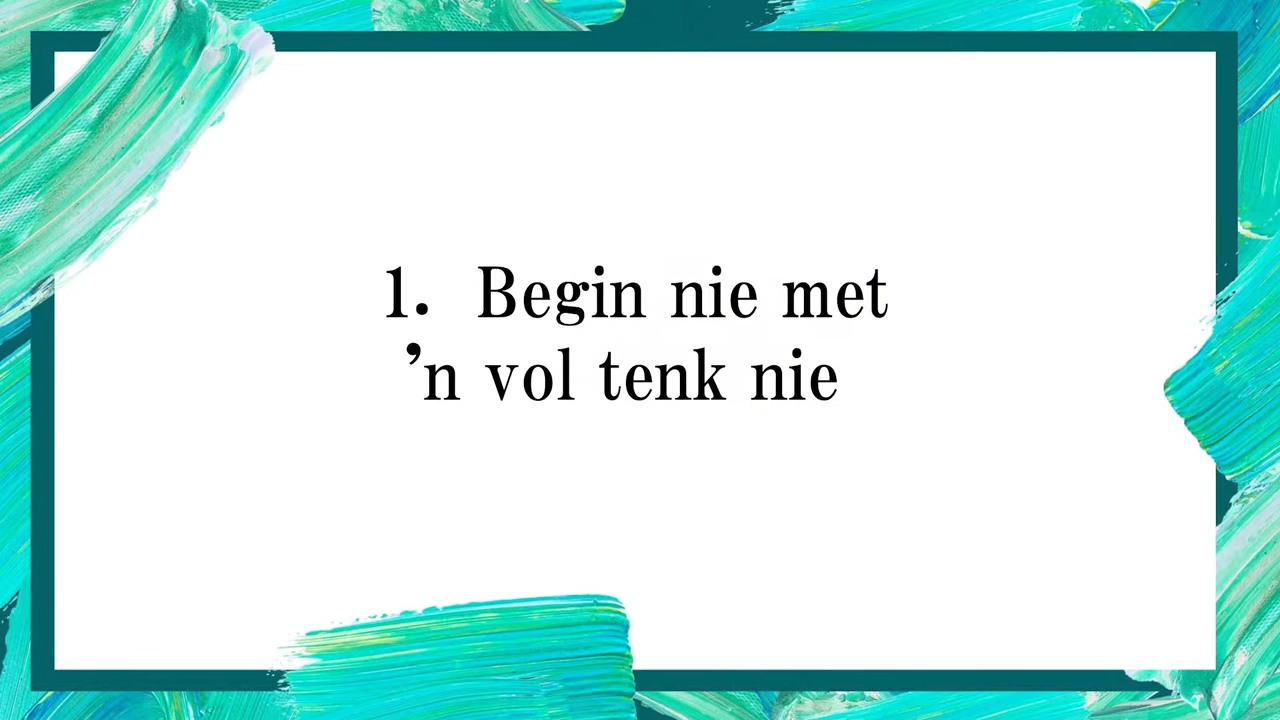 1. Begin nie met
’n vol tenk nie